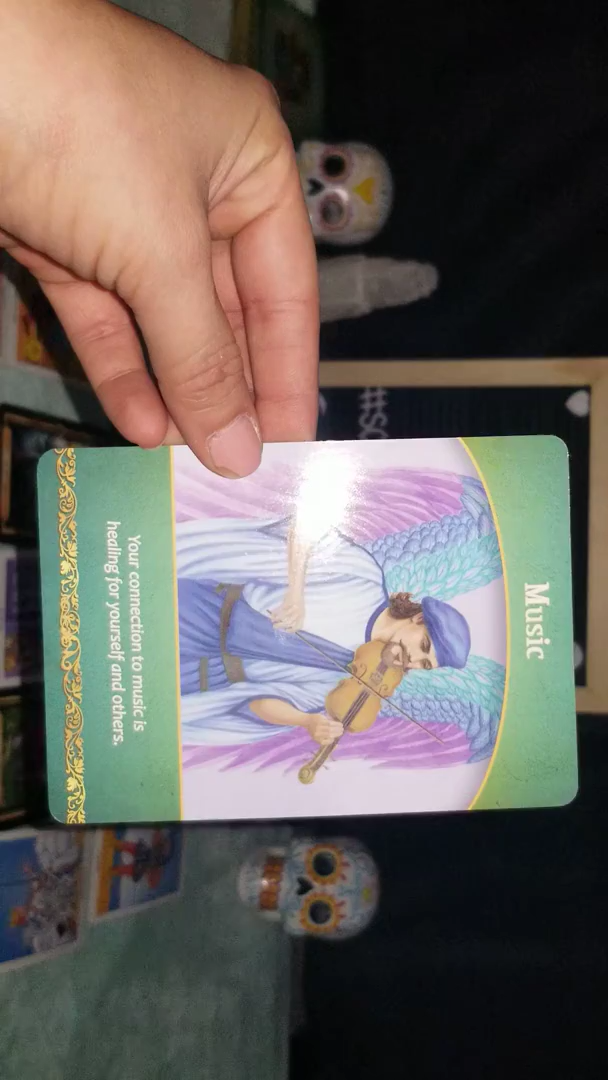 Music
Your connection to music is
healing for yourself and others.